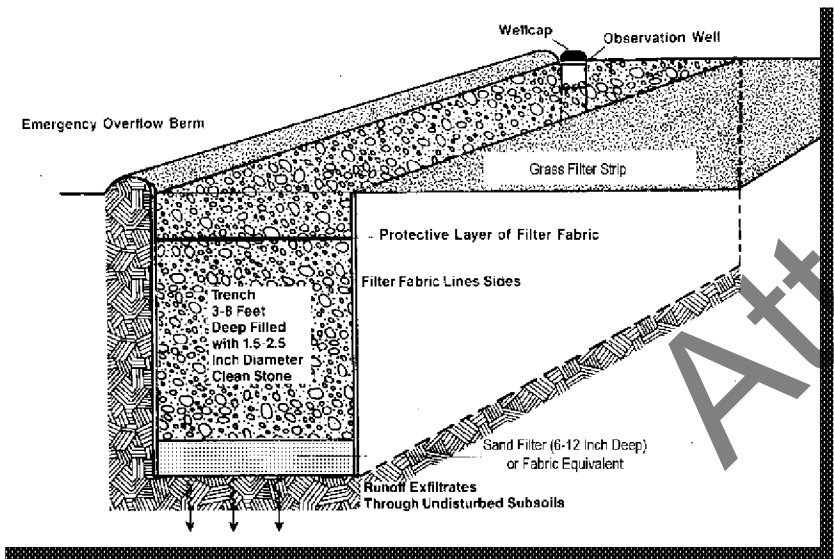 Wellcap
Observation Well
Emergency Overflow Berm
Grass Filter Strip
Protective Layer of Filter Fabric
Filter Fabric Lines Sides
Trench
3-8 Feet
Deep Filled
with 1.5-2.5
Inch Diameter
Clean Stone
Sand Filter (6-12 Inch Deep)
or Fabric Equivalent
Runoff Exfiltrates
Through Undisturbed Subsoils
Att